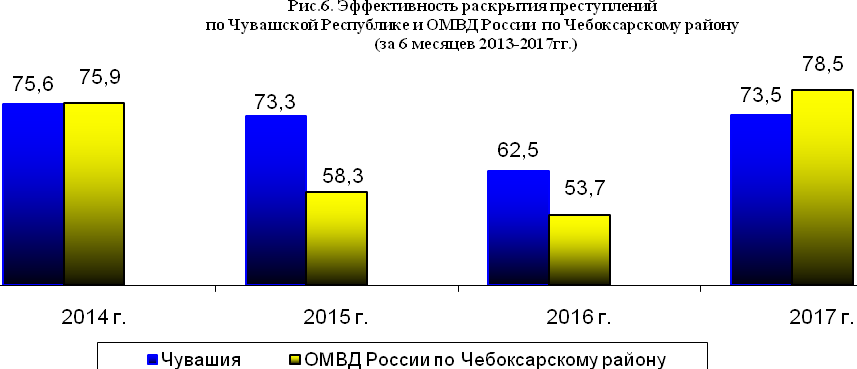 Рис.6. Эффективность раскрытия преступлений
по Чувашской Республике и ОМВД России по Чебоксарскому району
(за 6 месяцев 2013-2017гг.)
75,6 75,9 73,3 58,3 62,5 53,7 73,5 78,5
2014 г. 2015 г. 2016 г. 2017 г.
Чувашия ОМВД России по Чебоксарскому району